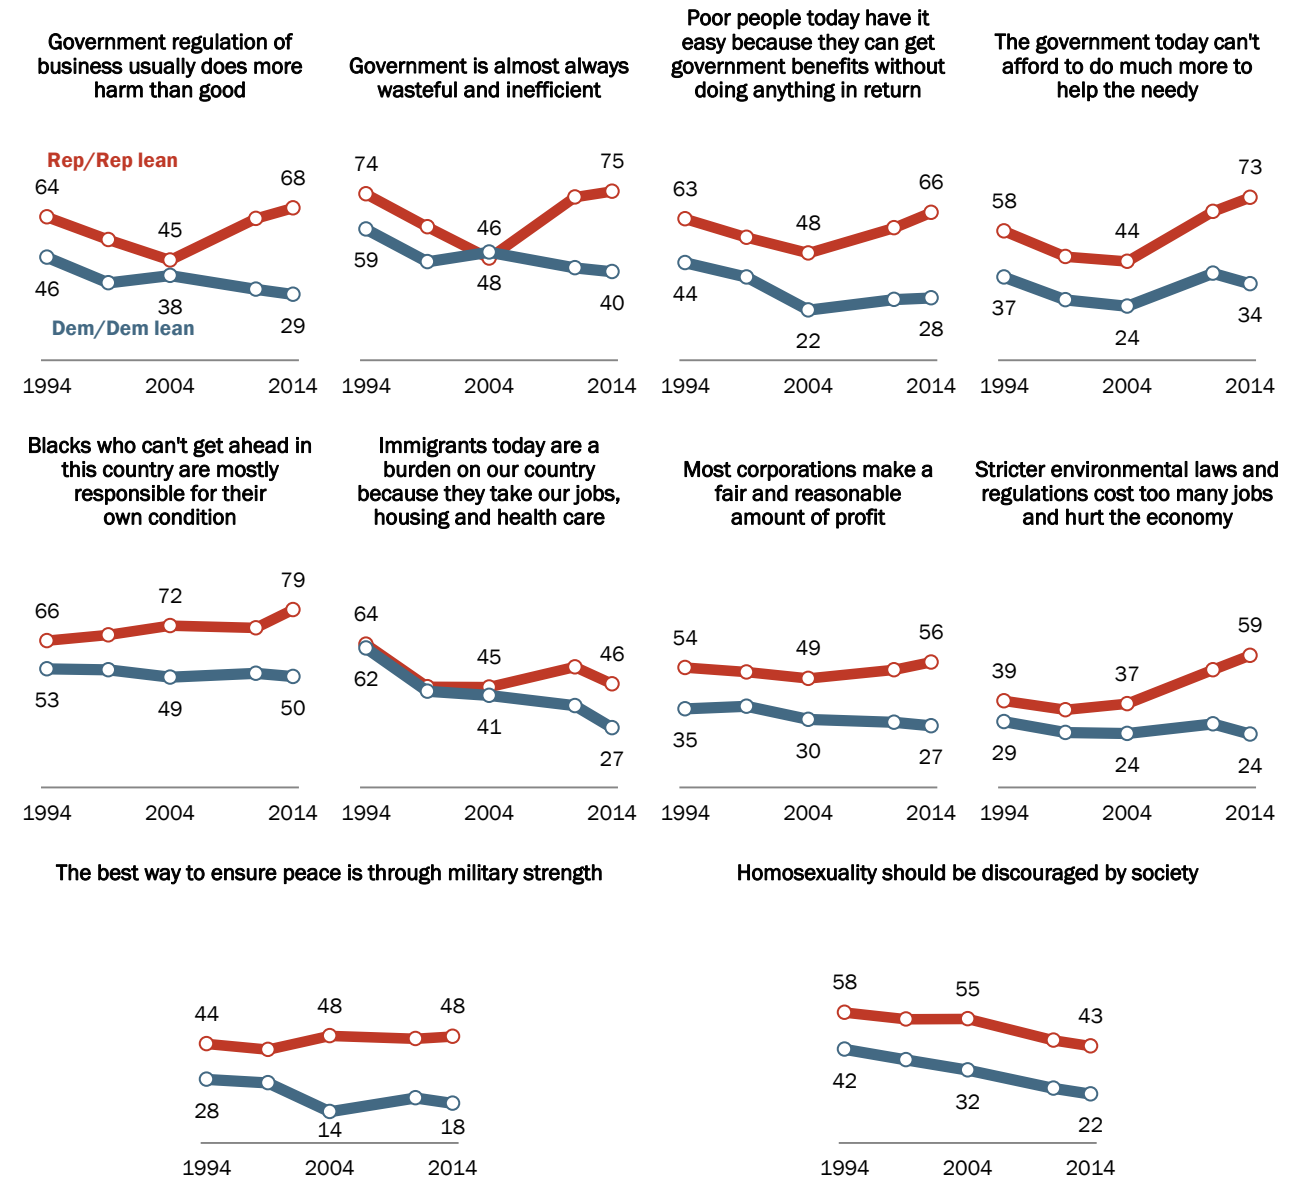 Government regulation of
business usually does more
harm than good
Rep/Rep lean
64
45
68
46
38
29
Dem/Dem lean
1994 2004 2014
Government is almost always
wasteful and inefficient
74
46
75
59
48
40
1994 2004 2014
Poor people today have it
easy because they can get
government benefits without
doing anything in return
63
48
66
44
22
28
1994 2004 2014
The government today can't
afford to do much more to
help the needy
58
44
73
37
24
34
1994 2004 2014
Blacks who can't get ahead in
this country are mostly
responsible for their
own condition
66
72
79
53
49
50
1994 2004 2014
Immigrants today are a
burden on our country
because they take our jobs,
housing and health care
64
45
46
62
41
27
1994 2004 2014
Most corporations make a
fair and reasonable
amount of profit
54
49
56
35
30
27
1994 2004 2014
Stricter environmental laws and
regulations cost too many jobs
and hurt the economy
39
37
59
29
24
24
1994 2004 2014
The best way to ensure peace is through military strength
44
48
48
28
14
18
1994 2004 2014
Homosexuality should be discouraged by society
58
55
43
42
32
22
1994 2004 2014